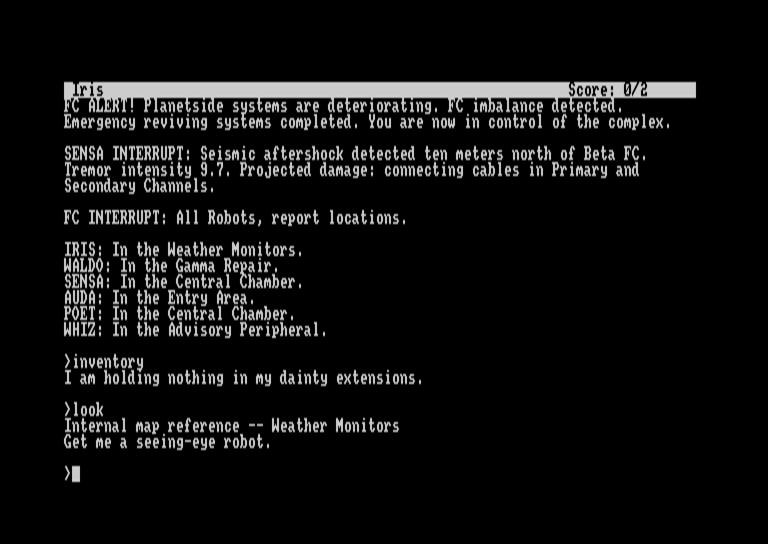 Iris Score: 0/2
FC ALERT! Planetside systems are deteriorating. FC imbalance detected.
Emergency reviving systems completed. You are now in control of the complex.
SENSA INTERRUPT: Seismic aftershock detected ten meters north of Beta FC.
Tremor intensity 9.7. Projected damage: connecting cables in Primary and
Secondary Channels.
FC INTERRUPT: All Robots, report locations.
IRIS: In the Weather Monitors.
WALDO: In the Gamma Repair.
SENSA: In the Central Chamber.
AUDA: In the Entry Area.
POET: In the Central Chamber.
WHIZ: In the Advisory Peripheral.
>inventory
I am holding nothing in my dainty extensions.
>look
Internal map reference -- Weather Monitors
Get me a seeing-eye robot.
>